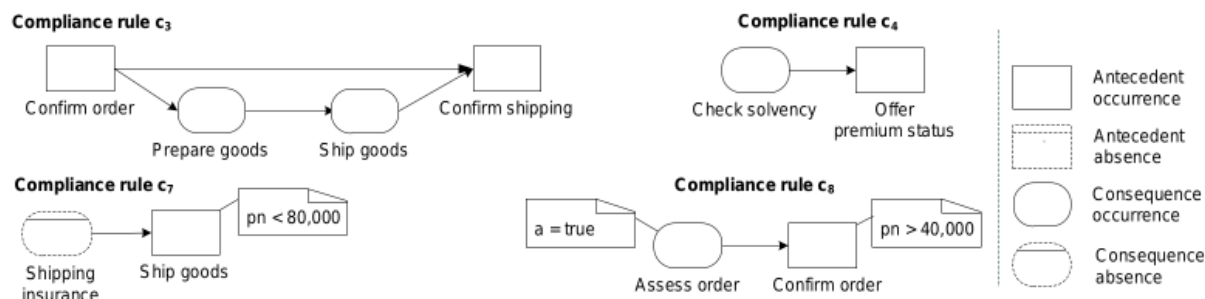 Compliance rule c₃
Confirm order
Prepare goods
Ship goods
Confirm shipping
Compliance rule c₄
Check solvency
Offer
premium status
Compliance rule c₇
pn < 80,000
Shipping
insurance
Ship goods
Compliance rule c₈
a = true
pn > 40,000
Assess order
Confirm order
Antecedent
occurrence
Antecedent
absence
Consequence
occurrence
Consequence
absence